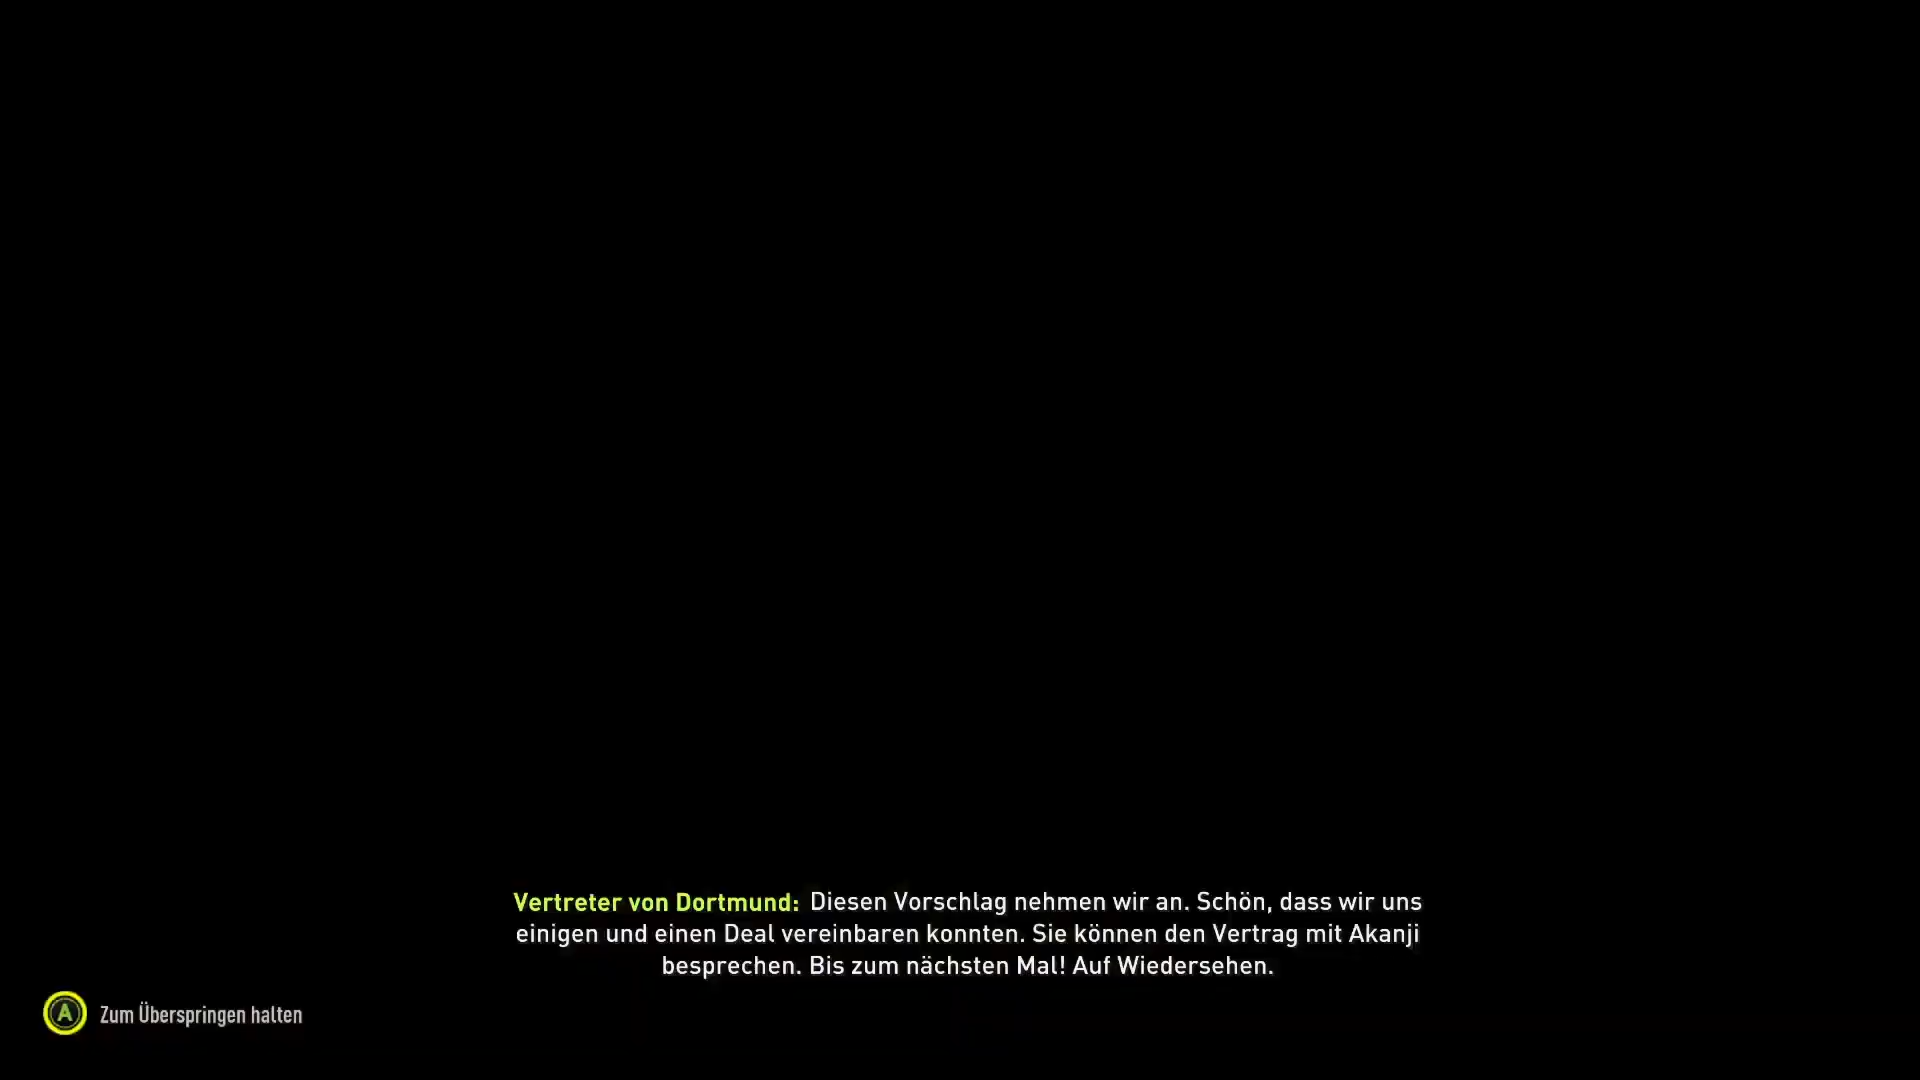 Vertreter von Dortmund: Diesen Vorschlag nehmen wir an. Schön, dass wir uns
einigen und einen Deal vereinbaren konnten. Sie können den Vertrag mit Akanji
besprechen. Bis zum nächsten Mal! Auf Wiedersehen.
A Zum Überspringen halten